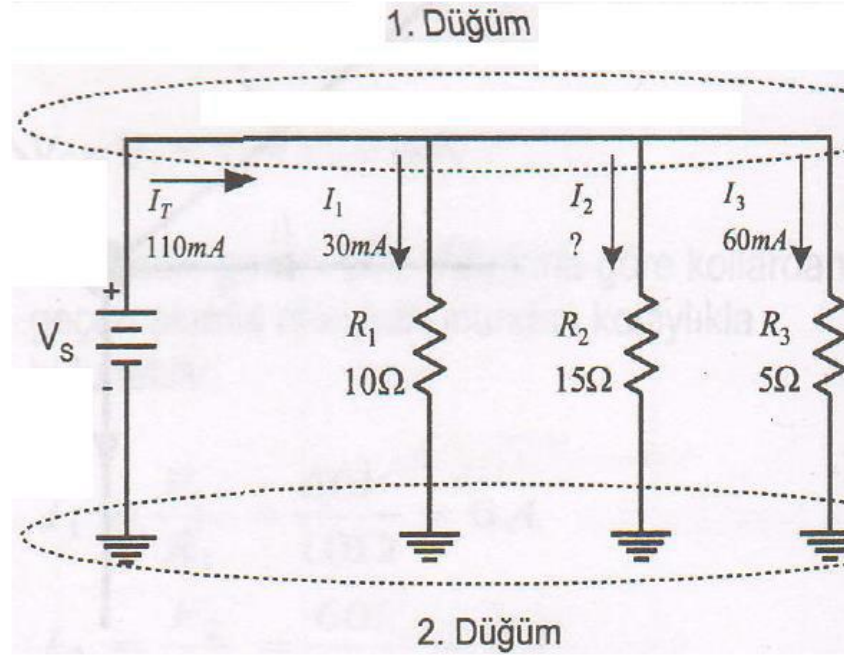 1. Düğüm
I_T
110mA
I_1
30mA
I_2
?
I_3
60mA
+
V_S
-
R_1
10Ω
R_2
15Ω
R_3
5Ω
2. Düğüm